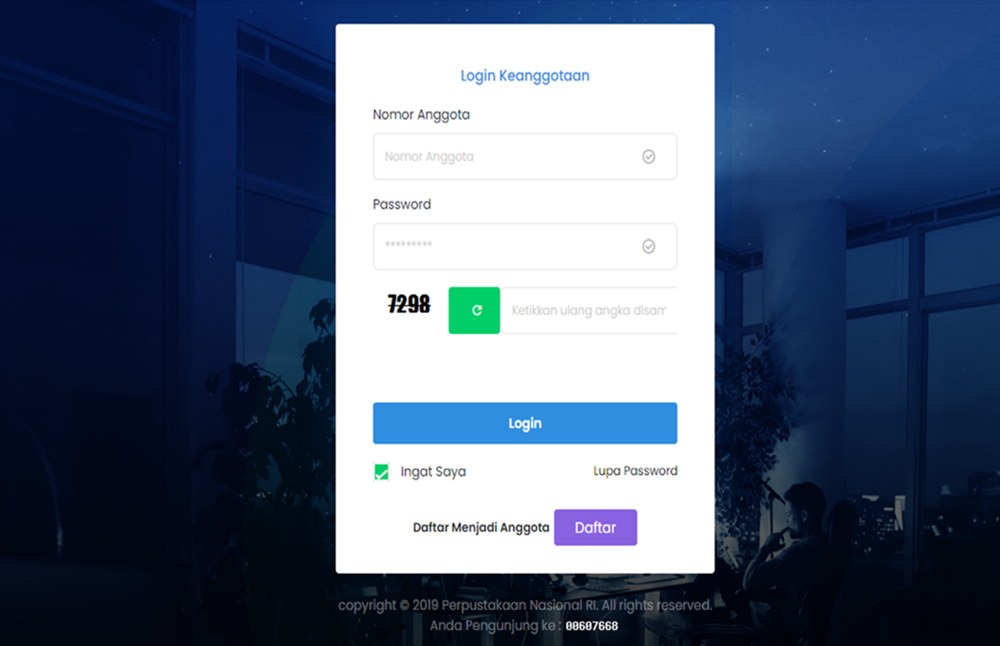 Login Keanggotaan
Nomor Anggota
Nomor Anggota
Password
*********
7298
Ketikkan ulang angka disam
Login
Ingat Saya
Lupa Password
Daftar Menjadi Anggota
Daftar
copyright © 2019 Perpustakaan Nasional RI. All rights reserved.
Anda Pengunjung ke : 00607668